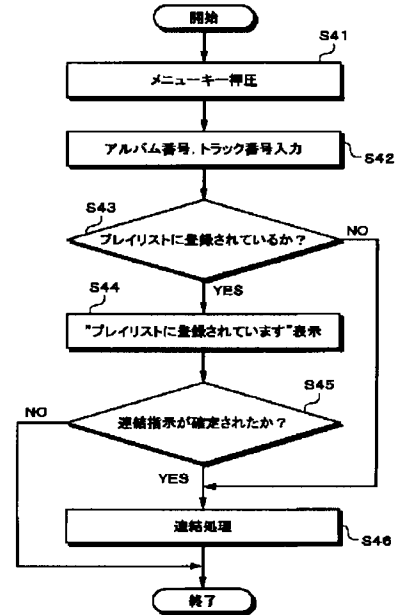 開始
S41
メニューキー押圧
アルバム番号,トラック番号入力
S42
S43
プレイリストに登録されているか？
NO
YES
S44
"プレイリストに登録されています"表示
S45
NO
連結指示が確定されたか？
YES
連結処理
S46
終了